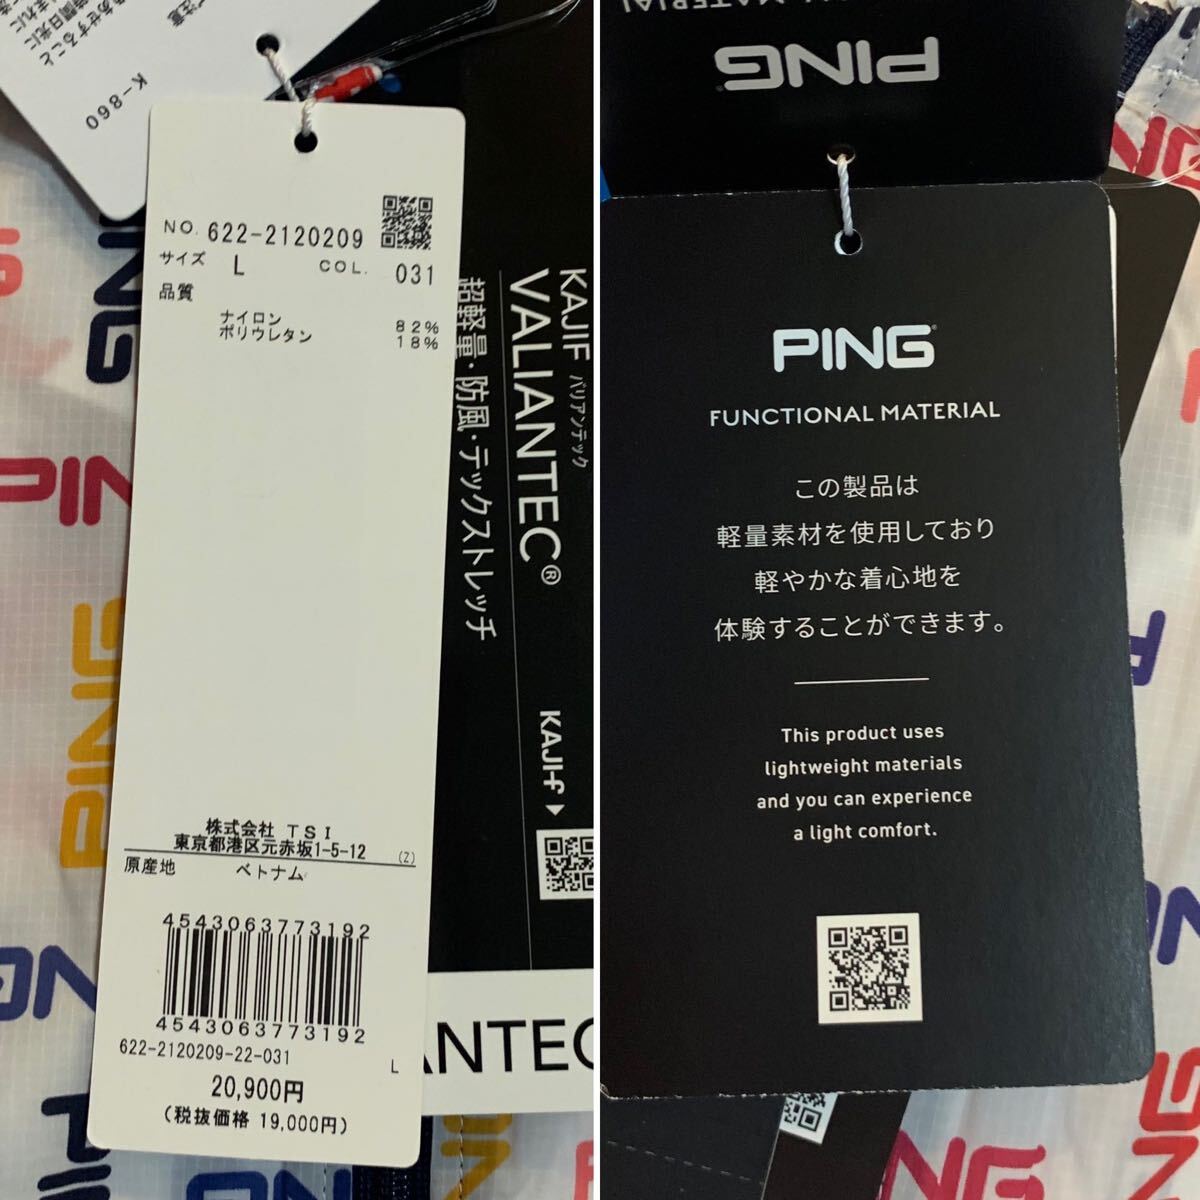 K-860
NO. 622-2120209
サイズ L COL. 031
品質
ナイロン 82%
ポリウレタン 18%
株式会社 TSI
東京都港区元赤坂1-5-12 (Z)
原産地 ベトナム
4543063773192
4543063773192
622-2120209-22-031 L
20,900円
(税抜価格 19,000円)
KAJIF バリアンテック
VALIANTEC®
超軽量・防風・テックストレッチ
KAJI-f
ANTEC
PING
PING
FUNCTIONAL MATERIAL
この製品は
軽量素材を使用しており
軽やかな着心地を
体験することができます。
This product uses
lightweight materials
and you can experience
a light comfort.
PING
PING
PING
PING